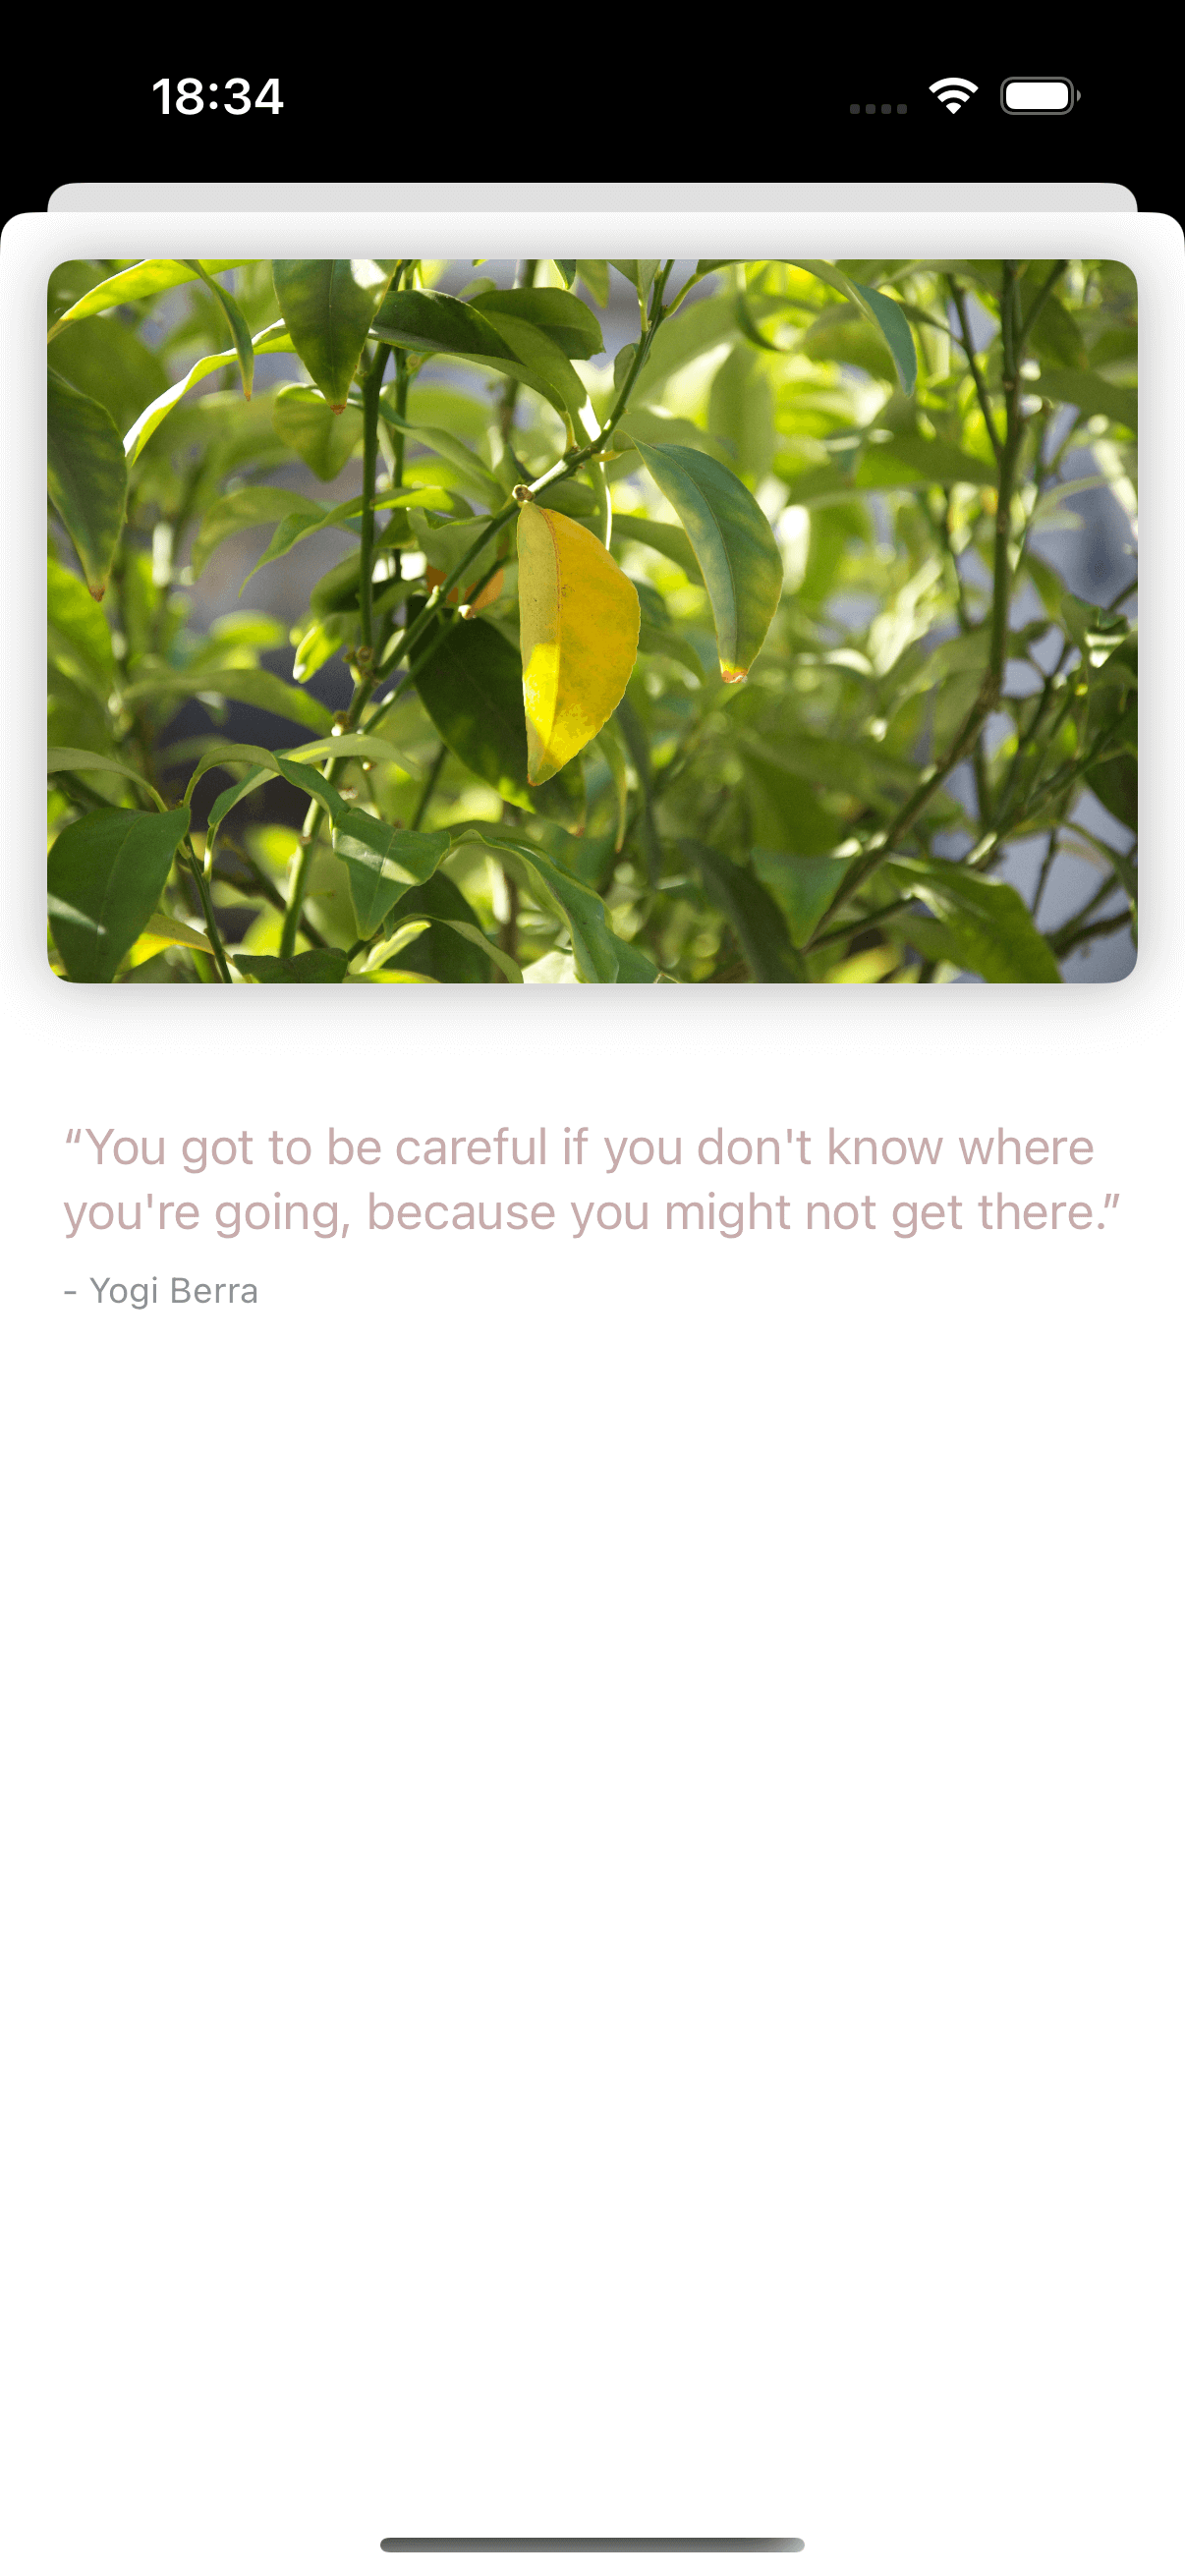 18:34
“You got to be careful if you don't know where
you're going, because you might not get there.”
- Yogi Berra